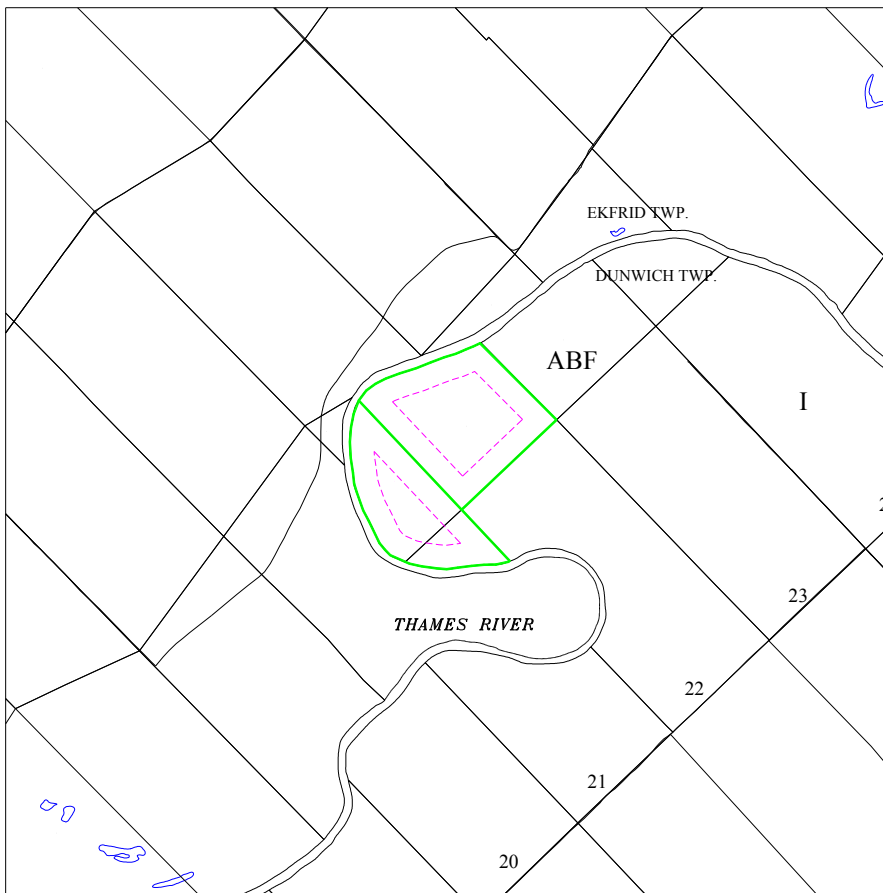 EKFRID TWP.
DUNWICH TWP.
ABF
I
23
THAMES RIVER
22
21
20